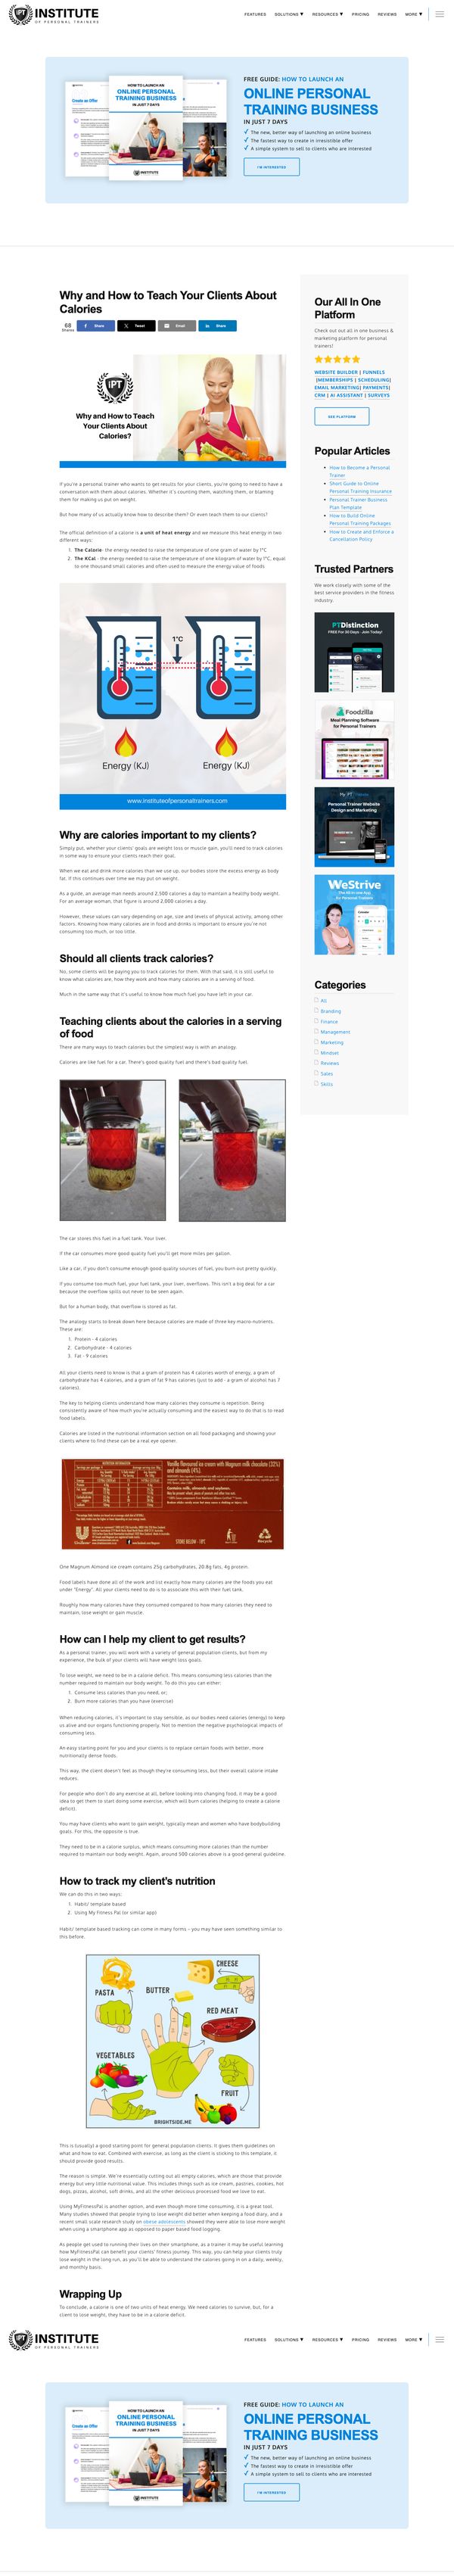 INSTITUTE
OF PERSONAL TRAINERS
FEATURES
SOLUTIONS ▼
RESOURCES ▼
PRICING
REVIEWS
MORE ▼
HOW TO LAUNCH AN
ONLINE PERSONAL
TRAINING BUSINESS
IN JUST 7 DAYS
Create an Offer
INSTITUTE
FREE GUIDE: HOW TO LAUNCH AN
ONLINE PERSONAL
TRAINING BUSINESS
IN JUST 7 DAYS
✓ The new, better way of launching an online business
✓ The fastest way to create in irresistible offer
✓ A simple system to sell to clients who are interested
I'M INTERESTED
Why and How to Teach Your Clients About
Calories
68
Shares
Share
Tweet
Email
Share
IPT
Why and How to Teach
Your Clients About
Calories?
If you're a personal trainer who wants to get results for your clients, you're going to need to have a
conversation with them about calories. Whether it's counting them, burning them, or blaming
them for making us gain weight.
But how many of us actually know how to describe them? Or even teach them to our clients?
The official definition of a calorie is a unit of heat energy and we measure this energy in two
different ways:
1. The Calorie - the energy needed to raise the temperature of one gram of water by 1°C
2. The KCal - the energy needed to raise the temperature of one kilogram of water by 1°C, equal
to one thousand small calories and often used to measure the energy value of foods
1°C
Energy (KJ)
Energy (KJ)
www.instituteofpersonaltrainers.com
Why are calories important to my clients?
Simply put, whether your clients' goals are weight loss or muscle gain, you'll need to track calories
in some way to ensure your clients reach their goal.
When we eat and drink more calories than we use up, our bodies store the excess energy as body
fat. If this continues over time we may put on weight.
As a guide, an average man needs around 2,500 calories a day to maintain a healthy body weight.
For an average woman, that figure is around 2,000 calories a day.
However, these values can vary depending on age, size and levels of physical activity, among other
factors. Knowing how many calories are in food and drinks is important to ensure you're not
consuming too much, or too little.
Should all clients track calories?
No, some clients will be paying you to track calories for them. With that said, it is still useful to
know what calories are, how they work and how many calories are in a serving of food.
Much in the same way that it's useful to know how much fuel you have left in your car.
Teaching clients about the calories in a serving
of food
There are many ways to teach calories but the simplest way is with an analogy.
Calories are like fuel for a car. There's good quality fuel and there's bad quality fuel.
The car stores this fuel in a fuel tank. Your liver.
If the car consumes more good quality fuel you'll get more miles per gallon.
Like a car, if you don't consume enough good quality sources of fuel, you burn out pretty quickly.
If you consume too much fuel, your fuel tank, your liver, overflows. This isn't a big deal for a car
because the overflow spills out never to be seen again.
But for a human body, that overflow is stored as fat.
The analogy starts to break down here because calories are made of three key macro-nutrients.
These are:
1. Protein - 4 calories
2. Carbohydrate - 4 calories
3. Fat - 9 calories
All your clients need to know is that a gram of protein has 4 calories worth of energy, a gram of
carbohydrate has 4 calories, and a gram of fat 9 has calories (just to add - a gram of alcohol has 7
calories).
The key to helping clients understand how many calories they consume is repetition. Being
consistently aware of how much you're actually consuming and the easiest way to do that is to read
food labels.
Calories are listed in the nutritional information section on all food packaging and showing your
clients where to find these can be a real eye opener.
Vanilla flavoured ice cream with Magnum milk chocolate (32%)
and almonds (4%)
Unilever
STORE BELOW -18°C
Recycle
One Magnum Almond ice cream contains 25g carbohydrates, 20.8g fats, 4g protein.
Food labels have done all of the work and list exactly how many calories are the foods you eat
under "Energy". All your clients need to do is to associate this with their fuel tank.
Roughly how many calories have they consumed compared to how many calories they need to
maintain, lose weight or gain muscle.
How can I help my client to get results?
As a personal trainer, you will work with a variety of general population clients, but from my
experience, the bulk of your clients will have weight loss goals.
To lose weight, we need to be in a calorie deficit. This means consuming less calories than the
number required to maintain our body weight. To do this you can either:
1. Consume less calories than you need, or;
2. Burn more calories than you have (exercise)
When reducing calories, it's important to stay sensible, as our bodies need calories (energy) to keep
us alive and our organs functioning properly. Not to mention the negative psychological impacts of
consuming less.
An easy starting point for you and your clients is to replace certain foods with better, more
nutritionally dense foods.
This way, the client doesn't feel as though they're consuming less, but their overall calorie intake
reduces.
For people who don't do any exercise at all, before looking into changing food, it may be a good
idea to get them to start doing some exercise, which will burn calories (helping to create a calorie
deficit).
You may have clients who want to gain weight, typically mean and women who have bodybuilding
goals. For this, the opposite is true.
They need to be in a calorie surplus, which means consuming more calories than the number
required to maintain our body weight. Again, around 500 calories above is a good general guideline.
How to track my client's nutrition
We can do this in two ways:
1. Habit/ template based
2. Using My Fitness Pal (or similar app)
Habit/ template based tracking can come in many forms - you may have seen something similar to
this before.
PASTA
BUTTER
CHEESE
RED MEAT
VEGETABLES
FRUIT
BRIGHTSIDE.ME
This is (usually) a good starting point for general population clients. It gives them guidelines on
what and how to eat. Combined with exercise, as long as the client is sticking to this template, it
should provide good results.
The reason is simple. We're essentially cutting out all empty calories, which are those that provide
energy but very little nutritional value. This includes things such as ice cream, pastries, cookies, hot
dogs, pizzas, alcohol, soft drinks, and all the other delicious processed food we love to eat.
Using MyFitnessPal is another option, and even though more time consuming, it is a great tool.
Many studies showed that people trying to lose weight did better when keeping a food diary, and a
recent small scale research study on obese adolescents showed they were able to lose more weight
when using a smartphone app as opposed to paper based food logging.
As people get used to running their lives on their smartphone, as a trainer it may be useful learning
how MyFitnessPal can benefit your clients' fitness journey. This way, you can help your clients truly
lose weight in the long run, as you'll be able to understand the calories going in on a daily, weekly,
and monthly basis.
Wrapping Up
To conclude, a calorie is one of two units of heat energy. We need calories to survive, but, for a
client to lose weight, they have to be in a calorie deficit.
Our All In One
Platform
Check out out all in one business &
marketing platform for personal
trainers!
WEBSITE BUILDER | FUNNELS
|MEMBERSHIPS | SCHEDULING|
EMAIL MARKETING| PAYMENTS|
CRM | AI ASSISTANT | SURVEYS
SEE PLATFORM
Popular Articles
How to Become a Personal
Trainer
Short Guide to Online
Personal Training Insurance
Personal Trainer Business
Plan Template
How to Build Online
Personal Training Packages
How to Create and Enforce a
Cancellation Policy
Trusted Partners
We work closely with some of the
best service providers in the fitness
industry.
PTDistinction
FREE For 30 Days - Join Today!
Foodzilla
Meal Planning Software
for Personal Trainers
My PT Website
Personal Trainer Website
Design and Marketing
WeStrive
The All-in-One App
for Personal Trainers
Calendar
Categories
All
Branding
Finance
Management
Marketing
Mindset
Reviews
Sales
Skills
INSTITUTE
OF PERSONAL TRAINERS
FEATURES
SOLUTIONS ▼
RESOURCES ▼
PRICING
REVIEWS
MORE ▼
HOW TO LAUNCH AN
ONLINE PERSONAL
TRAINING BUSINESS
IN JUST 7 DAYS
Create an Offer
INSTITUTE
FREE GUIDE: HOW TO LAUNCH AN
ONLINE PERSONAL
TRAINING BUSINESS
IN JUST 7 DAYS
✓ The new, better way of launching an online business
✓ The fastest way to create in irresistible offer
✓ A simple system to sell to clients who are interested
I'M INTERESTED